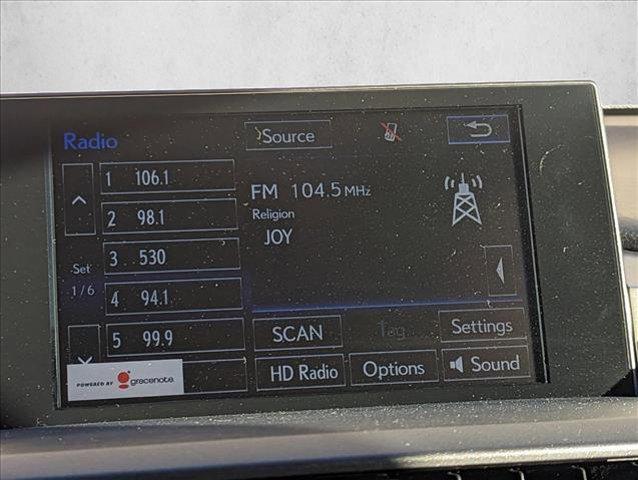 Radio
Source
1 106.1
2 98.1
3 530
4 94.1
5 99.9
Set
1/6
FM 104.5 MHz
Religion
JOY
SCAN
Tag
Settings
HD Radio
Options
Sound
POWERED BY gracenote